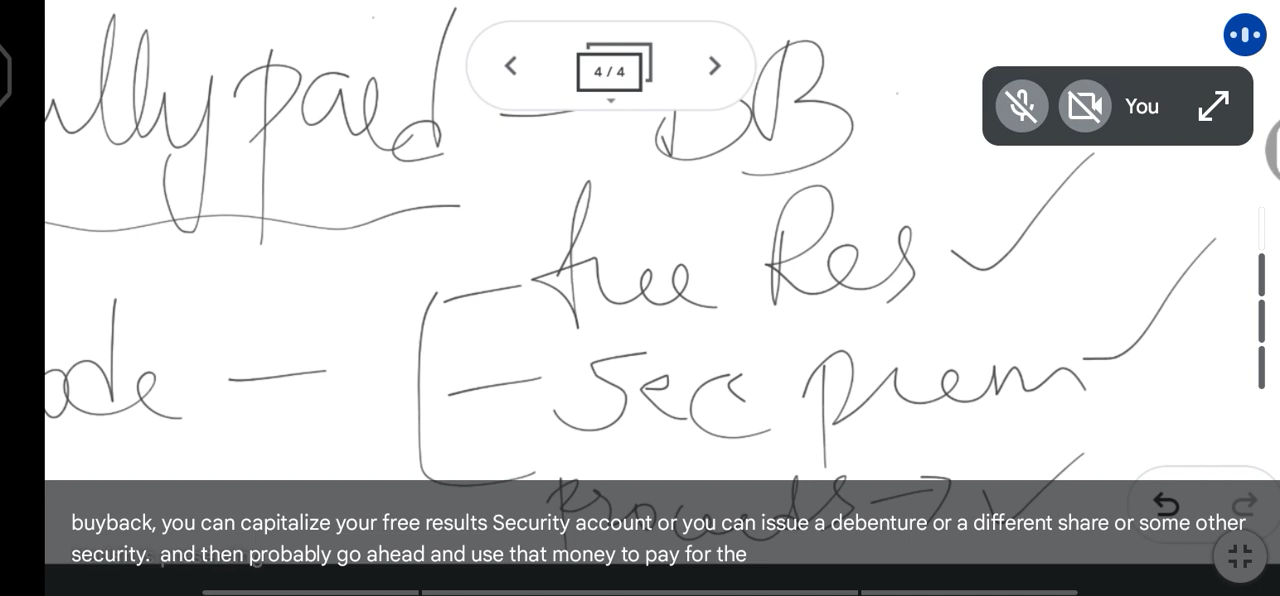 4 / 4
ully paid — BB
You
free Res
ode — Sec prem
proceeds →
buyback, you can capitalize your free results Security account or you can issue a debenture or a different share or some other
security. and then probably go ahead and use that money to pay for the